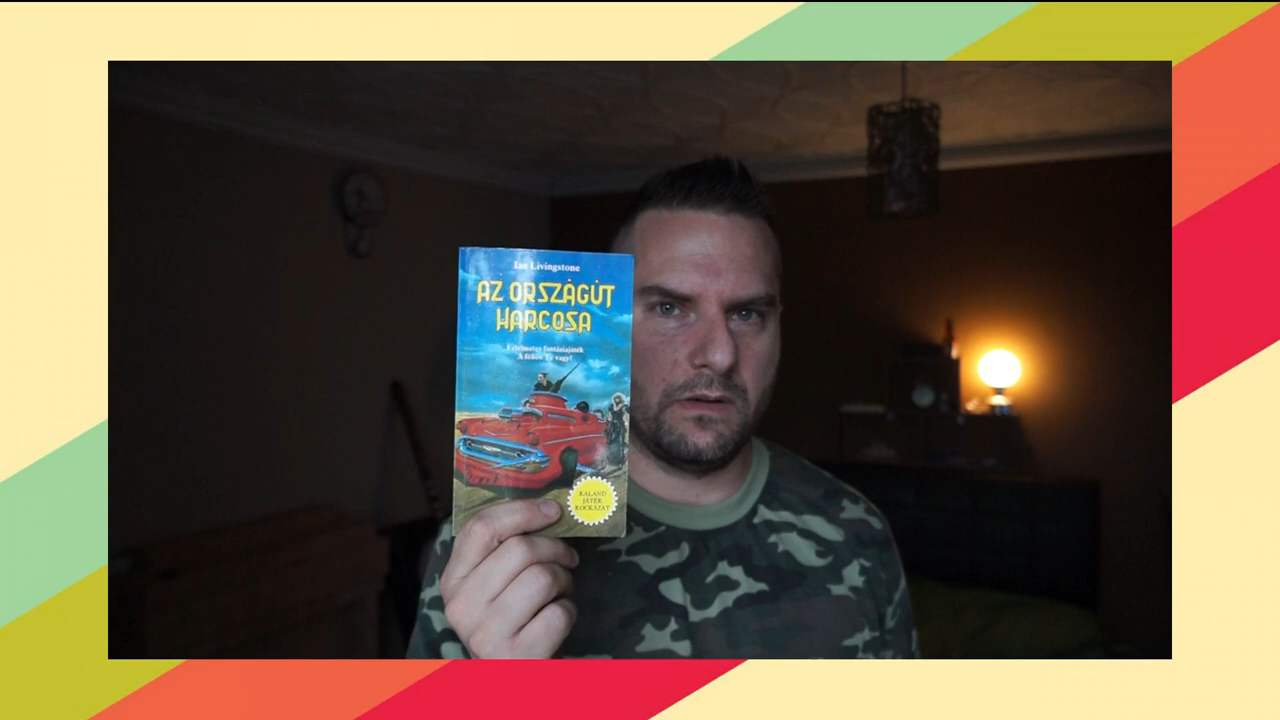 Ian Livingstone
AZ ORSZÁGÚT
HARCOSA
Félelmetes fantáziajáték
A főhős Te vagy!
KALAND
JÁTÉK
KOCKÁZAT